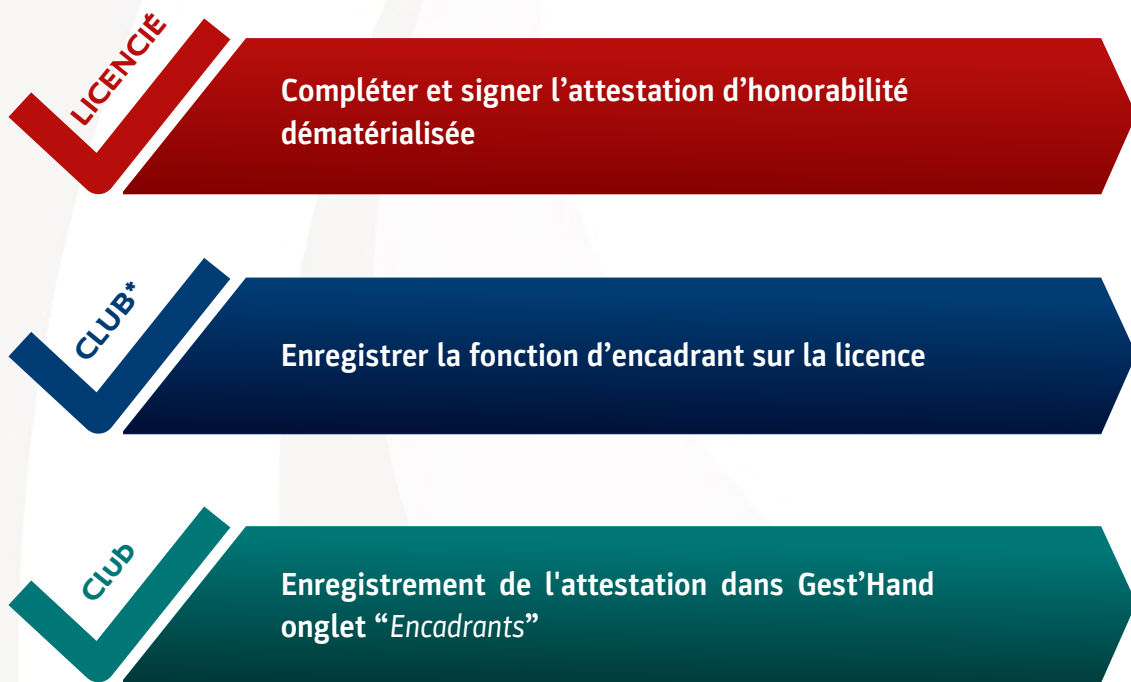 LICENCIÉ
Compléter et signer l’attestation d’honorabilité
dématérialisée
CLUB*
Enregistrer la fonction d’encadrant sur la licence
Club
Enregistrement de l'attestation dans Gest’Hand
onglet “Encadrants”